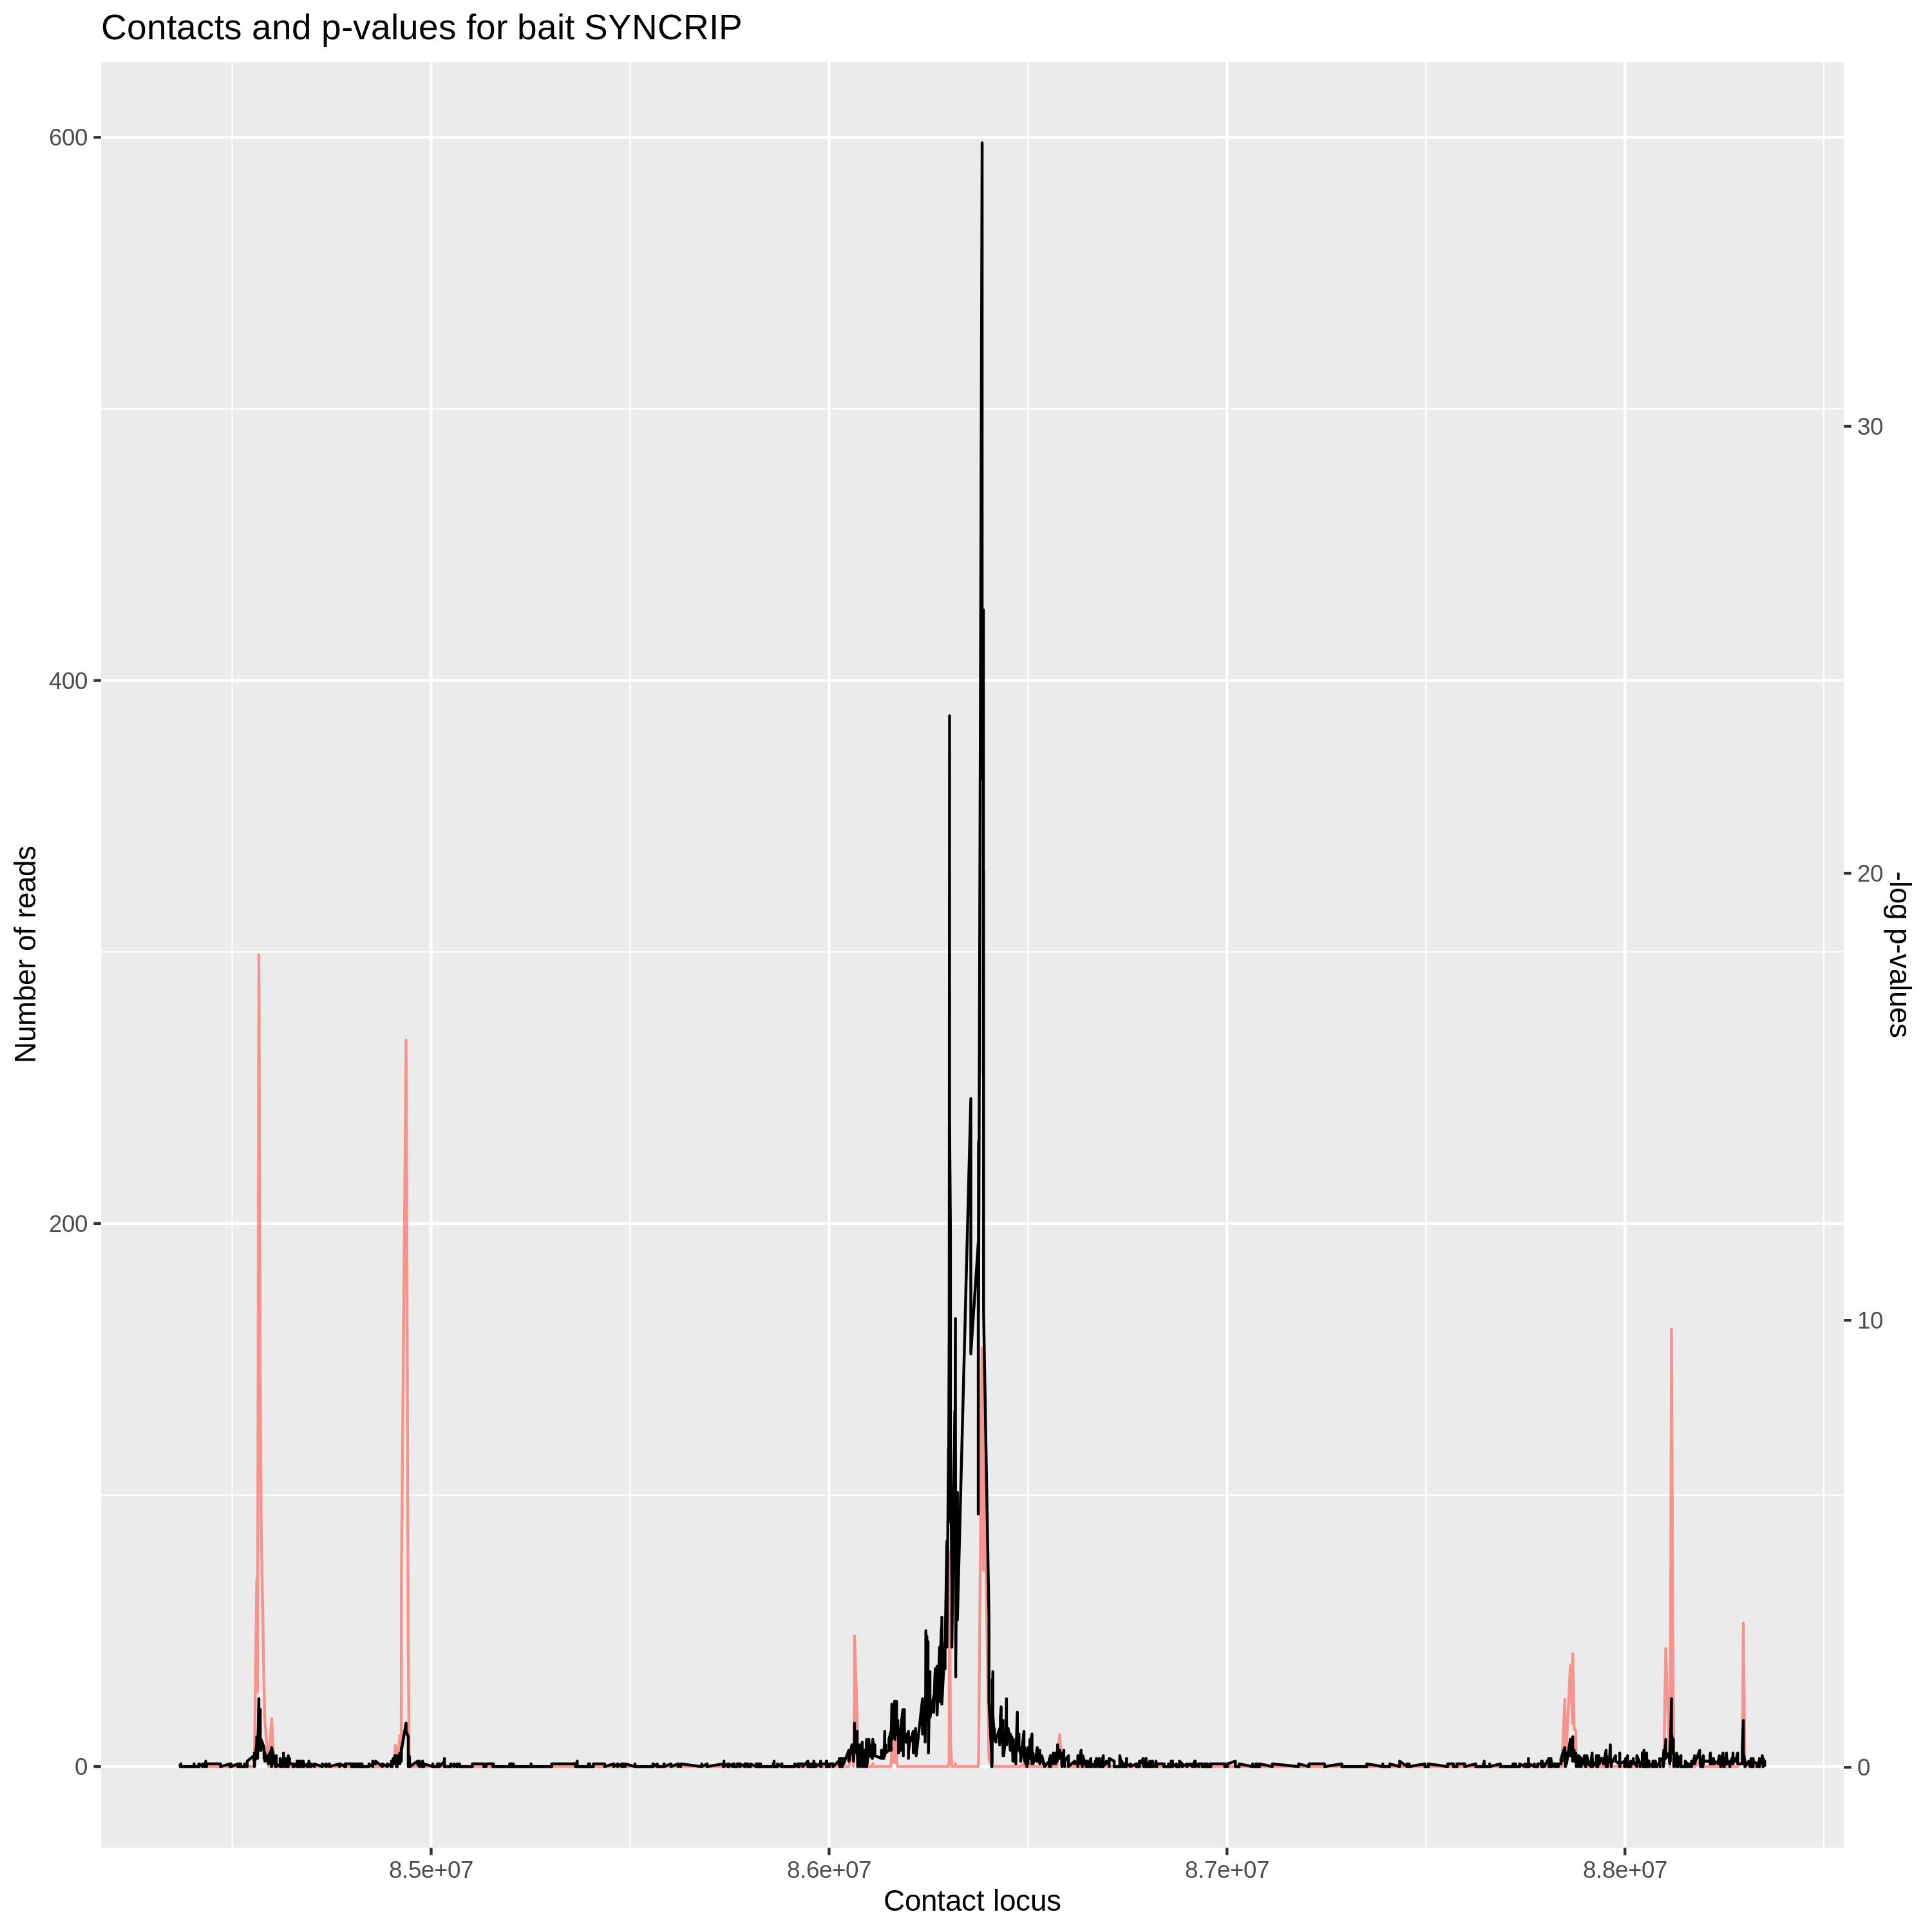 Contacts and p-values for bait SYNCRIP
600
400
200
0
Number of reads
30
20
10
0
-log p-values
8.5e+07
8.6e+07
8.7e+07
8.8e+07
Contact locus